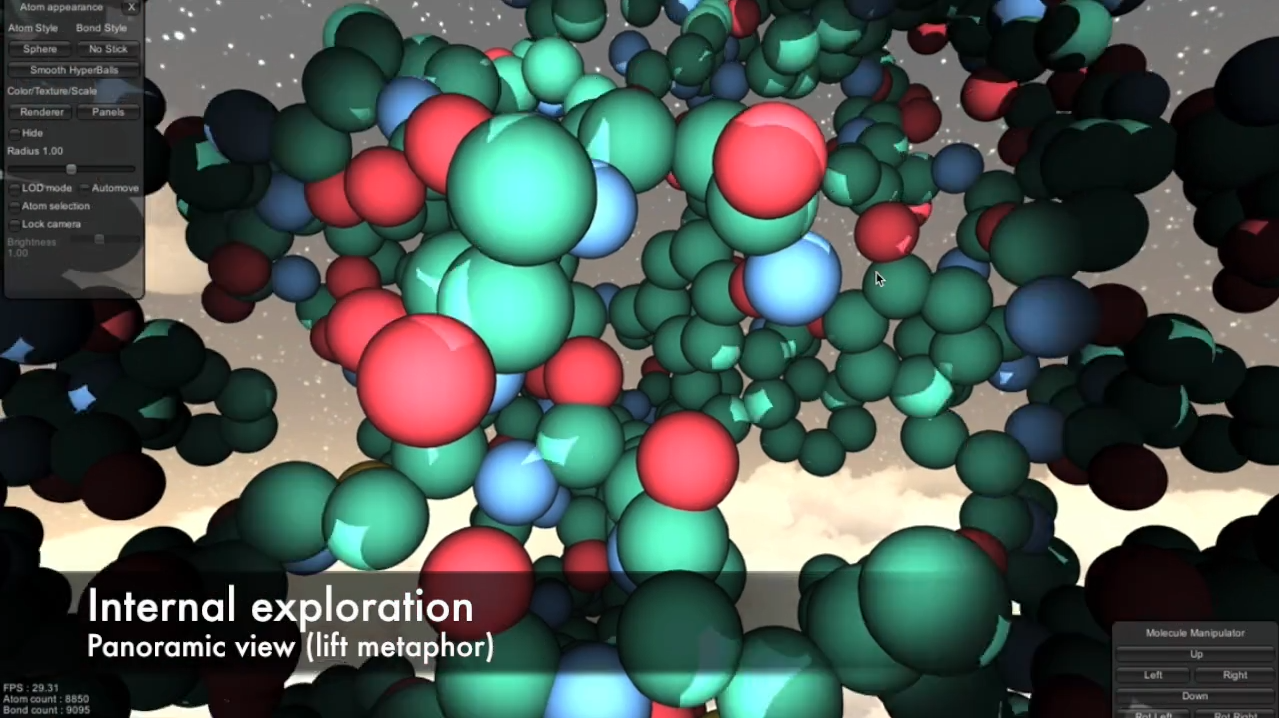 Atom appearance X
Atom Style Bond Style
Sphere No Stick
Smooth HyperBalls
Color/Texture/Scale
Renderer Panels
Hide
Radius 1.00
LOD mode Automove
Atom selection
Lock camera
Brightness
1.00
Internal exploration
Panoramic view (lift metaphor)
FPS : 29.31
Atom count : 8850
Bond count : 9095
Molecule Manipulator
Up
Left Right
Down
Rot Left Rot Right